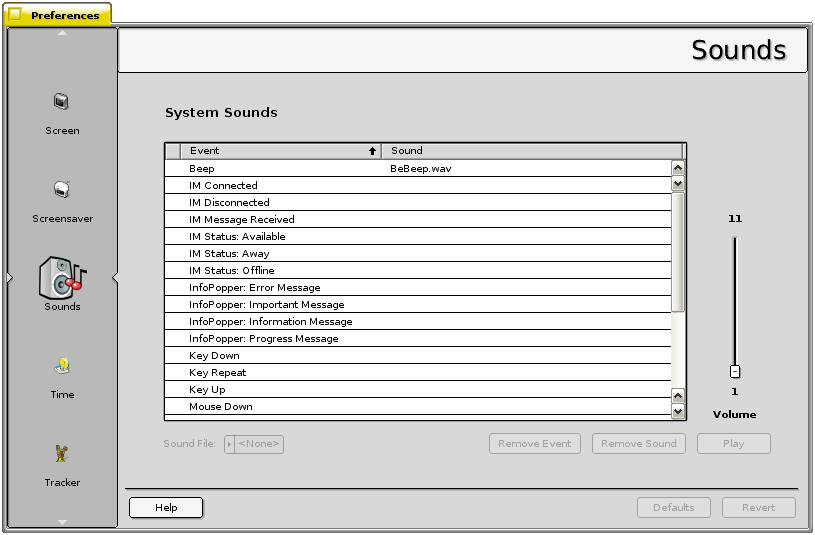 Preferences
Sounds
Screen
Screensaver
Sounds
Time
Tracker
System Sounds
Event Sound
Beep BeBeep.wav
IM Connected
IM Disconnected
IM Message Received
IM Status: Available
IM Status: Away
IM Status: Offline
InfoPopper: Error Message
InfoPopper: Important Message
InfoPopper: Information Message
InfoPopper: Progress Message
Key Down
Key Repeat
Key Up
Mouse Down
11
1
Volume
Sound File: <None> Remove Event Remove Sound Play
Help Defaults Revert